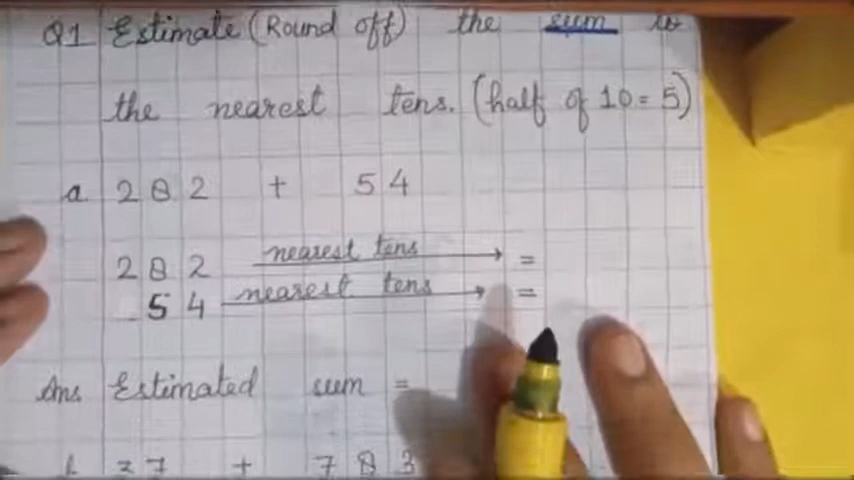 Q1 Estimate (Round off) the sum to
the nearest tens. (half of 10 = 5)
a 282 + 54
282 nearest tens =
54 nearest tens =
Ans Estimated sum =
+ 783